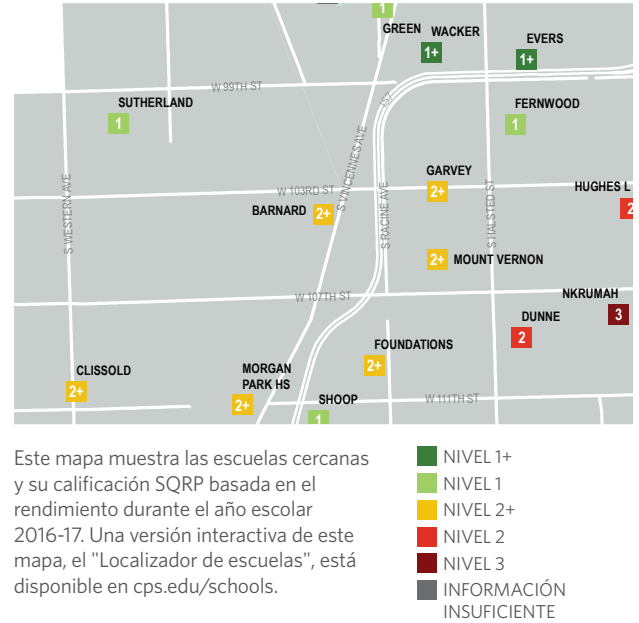 1
GREEN
WACKER
1+
EVERS
1+
W 99TH ST
I57
SUTHERLAND
1
FERNWOOD
1
S VINCENNES AVE
GARVEY
2+
W 103RD ST
HUGHES L
2
BARNARD
2+
S WESTERN AVE
S RACINE AVE
S HALSTED ST
2+
MOUNT VERNON
W 107TH ST
NKRUMAH
3
DUNNE
2
FOUNDATIONS
2+
CLISSOLD
2+
MORGAN
PARK HS
2+
SHOOP
1
W 111TH ST
Este mapa muestra las escuelas cercanas
y su calificación SQRP basada en el
rendimiento durante el año escolar
2016-17. Una versión interactiva de este
mapa, el "Localizador de escuelas", está
disponible en cps.edu/schools.
NIVEL 1+
NIVEL 1
NIVEL 2+
NIVEL 2
NIVEL 3
INFORMACIÓN
INSUFICIENTE